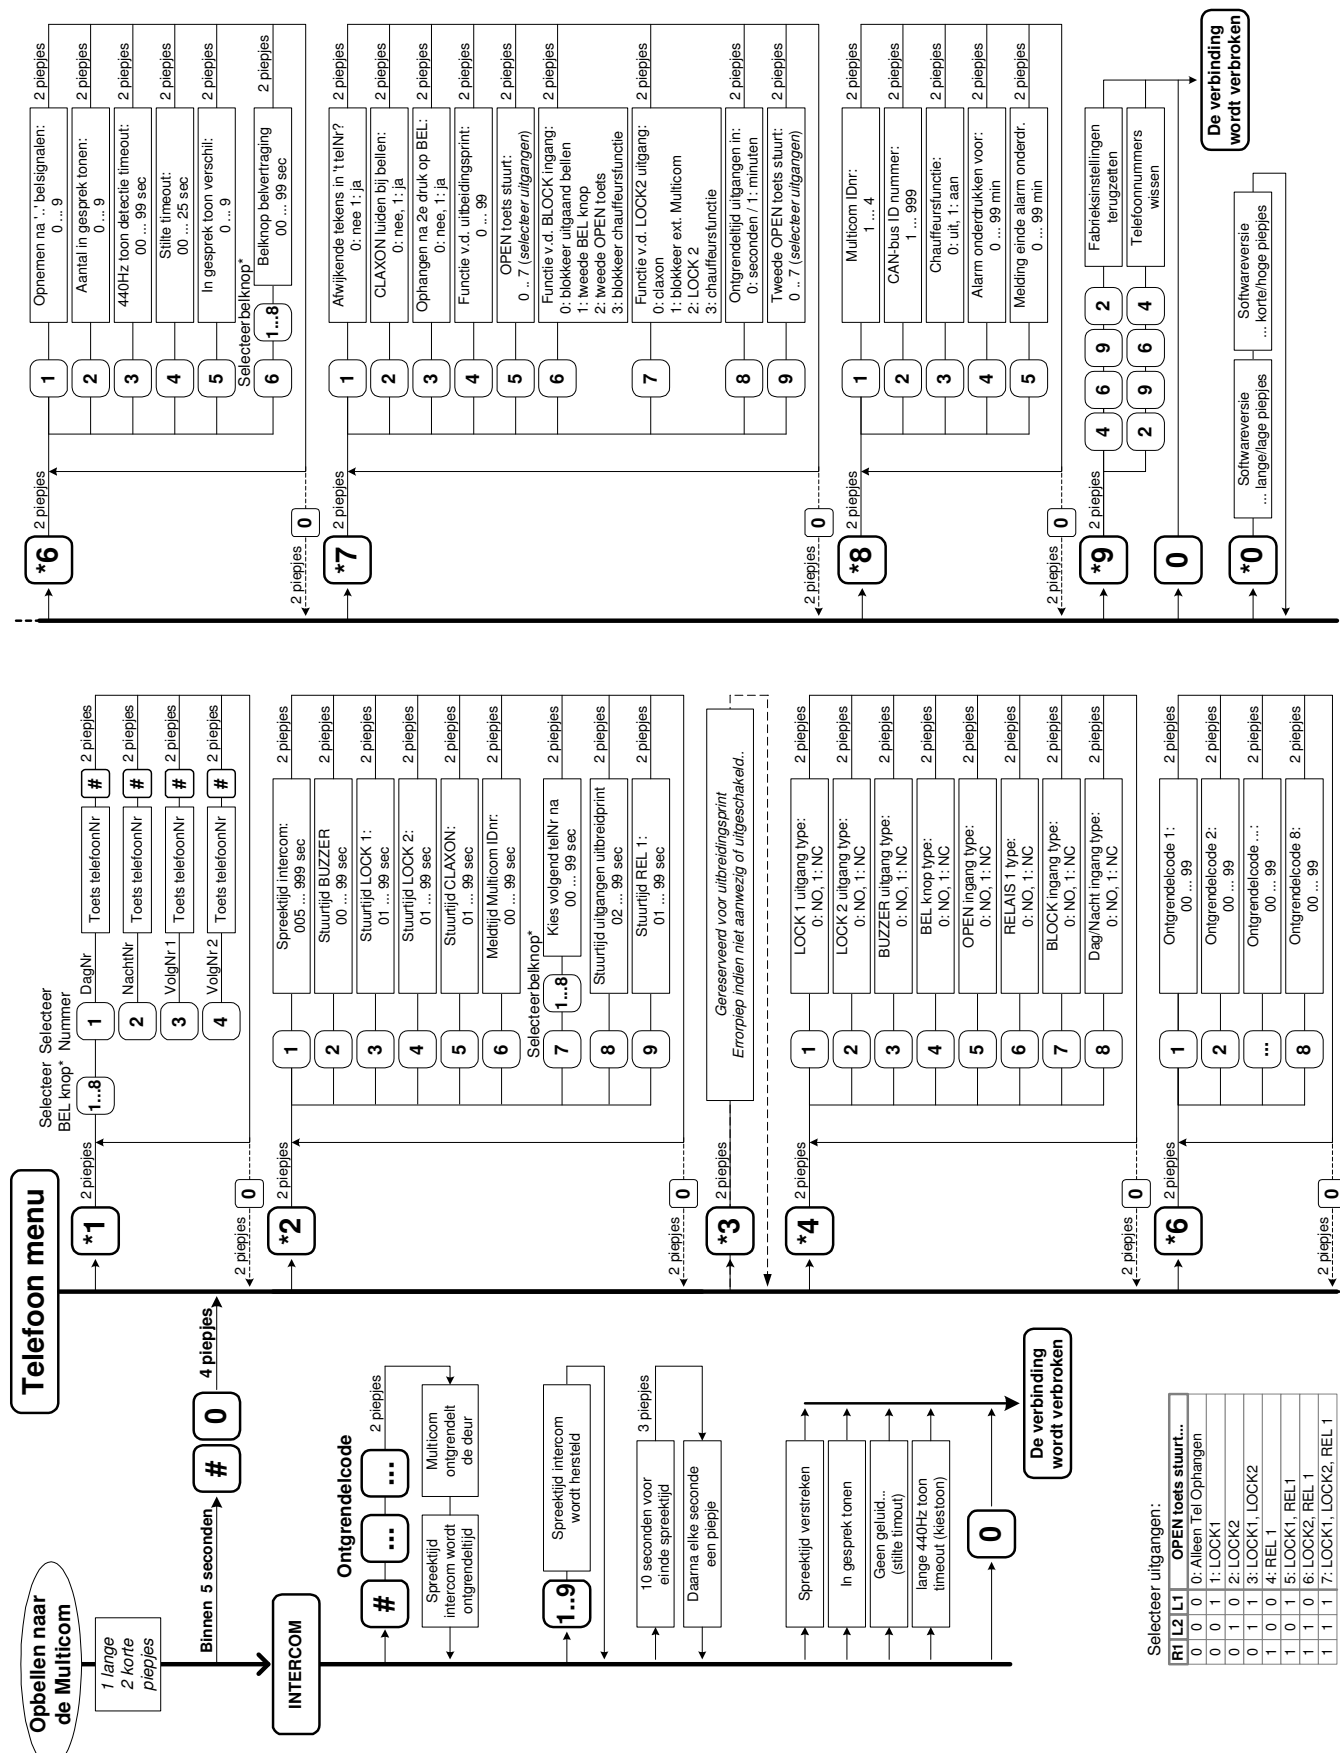 Telefoon menu
Opbellen naar
de Multicom
1 lange
2 korte
piepjes
Binnen 5 seconden
# 0
4 piepjes
INTERCOM
Ontgrendelcode
# ... ...
2 piepjes
Spreektijd
intercom wordt
ontgrendeltijd
Multicom
ontgrendelt
de deur
1..9
Spreektijd intercom
wordt hersteld
10 seconden voor
einde spreektijd
3 piepjes
Daarna elke seconde
een piepje
Spreektijd verstreken
In gesprek tonen
Geen geluid...
(stilte timout)
lange 440Hz toon
timeout (kiestoon)
0
De verbinding
wordt verbroken
Selecteer uitgangen:
R1 L2 L1 OPEN toets stuurt...
0 0 0 0: Alleen Tel Ophangen
0 0 1 1: LOCK1
0 1 0 2: LOCK2
0 1 1 3: LOCK1, LOCK2
1 0 0 4: REL 1
1 0 1 5: LOCK1, REL1
1 1 0 6: LOCK2, REL 1
1 1 1 7: LOCK1, LOCK2, REL 1
*1
2 piepjes
Selecteer
BEL knop*
1...8
Selecteer
Nummer
1 DagNr Toets telefoonNr # 2 piepjes
2 NachtNr Toets telefoonNr # 2 piepjes
3 VolgNr 1 Toets telefoonNr # 2 piepjes
4 VolgNr 2 Toets telefoonNr # 2 piepjes
2 piepjes 0
*2
2 piepjes
1 Spreektijd intercom: 2 piepjes
005 ... 999 sec
2 Stuurtijd BUZZER 2 piepjes
00 ... 99 sec
3 Stuurtijd LOCK 1: 2 piepjes
01 ... 99 sec
4 Stuurtijd LOCK 2: 2 piepjes
01 ... 99 sec
5 Stuurtijd CLAXON: 2 piepjes
01 ... 99 sec
6 Meldtijd Multicom IDnr: 2 piepjes
00 ... 99 sec
Selecteer belknop*
7 1...8 Kies volgend telNr na 2 piepjes
00 ... 99 sec
8 Stuurtijd uitgangen uitbreidprint 2 piepjes
02 ... 99 sec
9 Stuurtijd REL 1: 2 piepjes
01 ... 99 sec
2 piepjes 0
*3
2 piepjes
Gereserveerd voor uitbreidingsprint
Errorpiep indien niet aanwezig of uitgeschakeld..
*4
2 piepjes
1 LOCK 1 uitgang type: 2 piepjes
0: NO, 1: NC
2 LOCK 2 uitgang type: 2 piepjes
0: NO, 1: NC
3 BUZZER uitgang type: 2 piepjes
0: NO, 1: NC
4 BEL knop type: 2 piepjes
0: NO, 1: NC
5 OPEN ingang type: 2 piepjes
0: NO, 1: NC
6 RELAIS 1 type: 2 piepjes
0: NO, 1: NC
7 BLOCK ingang type: 2 piepjes
0: NO, 1: NC
8 Dag/Nacht ingang type: 2 piepjes
0: NO, 1: NC
2 piepjes 0
*6
2 piepjes
1 Ontgrendelcode 1: 2 piepjes
00 ... 99
2 Ontgrendelcode 2: 2 piepjes
00 ... 99
... Ontgrendelcode ...: 2 piepjes
00 ... 99
8 Ontgrendelcode 8: 2 piepjes
00 ... 99
2 piepjes 0
*6
2 piepjes
1 Opnemen na '..' belsignalen: 2 piepjes
0 ... 9
2 Aantal in gesprek tonen: 2 piepjes
0 ... 9
3 440Hz toon detectie timeout: 2 piepjes
00 ... 99 sec
4 Stilte timeout: 2 piepjes
00 ... 25 sec
5 In gesprek toon verschil: 2 piepjes
0 ... 9
Selecteer belknop*
6 1...8 Belknop belvertraging 2 piepjes
00 ... 99 sec
2 piepjes 0
*7
2 piepjes
1 Afwijkende tekens in 't telNr? 2 piepjes
0: nee 1: ja
2 CLAXON luiden bij bellen: 2 piepjes
0: nee, 1: ja
3 Ophangen na 2e druk op BEL: 2 piepjes
0: nee, 1: ja
4 Functie v.d. uitbeidingsprint: 2 piepjes
0 ... 99
5 OPEN toets stuurt: 2 piepjes
0 .. 7 (selecteer uitgangen)
6 Functie v.d. BLOCK ingang: 2 piepjes
0: blokkeer uitgaand bellen
1: tweede BEL knop
2: tweede OPEN toets
3: blokkeer chauffeursfunctie
7 Functie v.d. LOCK2 uitgang: 2 piepjes
0: claxon
1: blokkeer ext. Multicom
2: LOCK 2
3: chauffeursfunctie
8 Ontgrendeltijd uitgangen in: 2 piepjes
0: seconden / 1: minuten
9 Tweede OPEN toets stuurt: 2 piepjes
0 .. 7 (selecteer uitgangen)
2 piepjes 0
*8
2 piepjes
1 Multicom IDnr: 2 piepjes
1 ... 4
2 CAN-bus ID nummer: 2 piepjes
1 ... 999
3 Chauffeursfunctie: 2 piepjes
0: uit, 1: aan
4 Alarm onderdrukken voor: 2 piepjes
0 ... 99 min
5 Melding einde alarm onderdr. 2 piepjes
0 ... 99 min
2 piepjes 0
*9
2 piepjes
4 6 9 2 Fabrieksinstellingen
terugzetten
2 9 6 4 Telefoonnummers
wissen
0
De verbinding
wordt verbroken
*0
Softwareversie
... lange/lage piepjes
Softwareversie
... korte/hoge piepjes